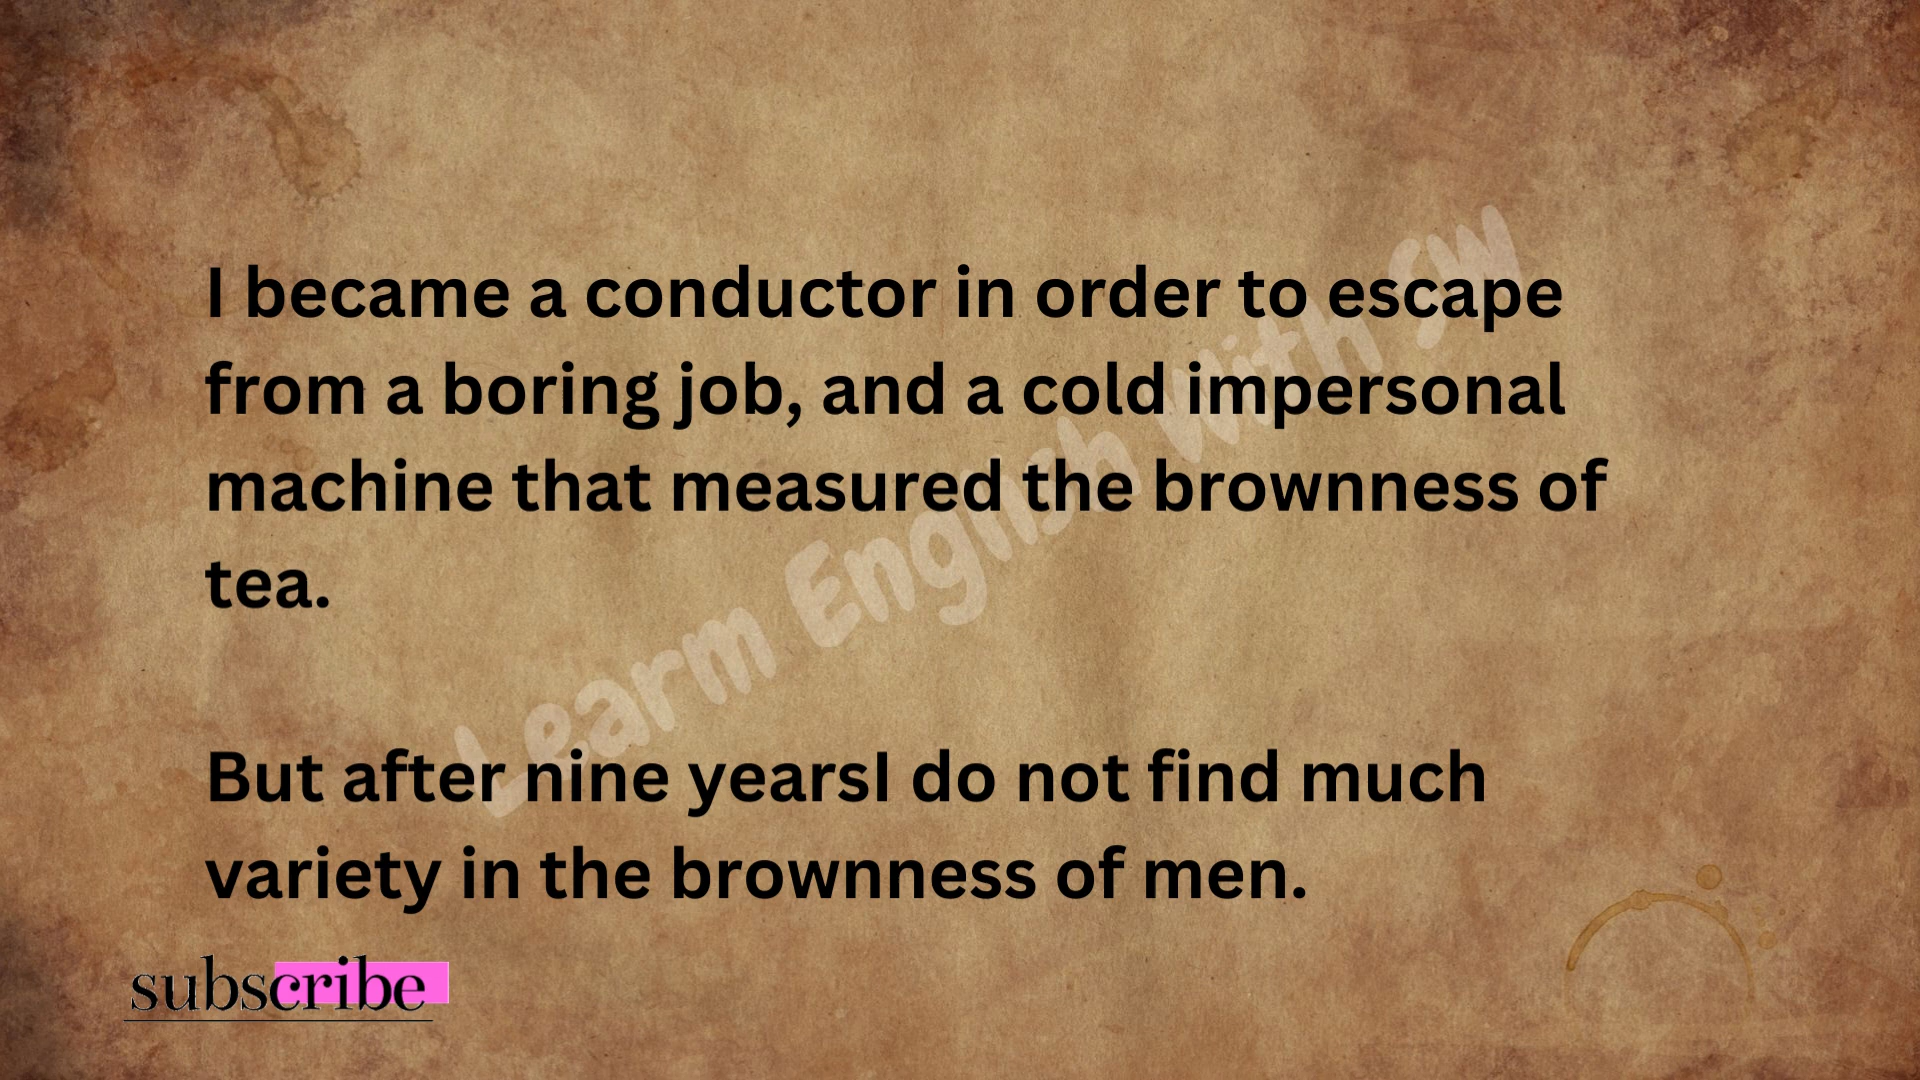 I became a conductor in order to escape
from a boring job, and a cold impersonal
machine that measured the brownness of
tea.
But after nine yearsI do not find much
variety in the brownness of men.
Learm English with SW
subscribe